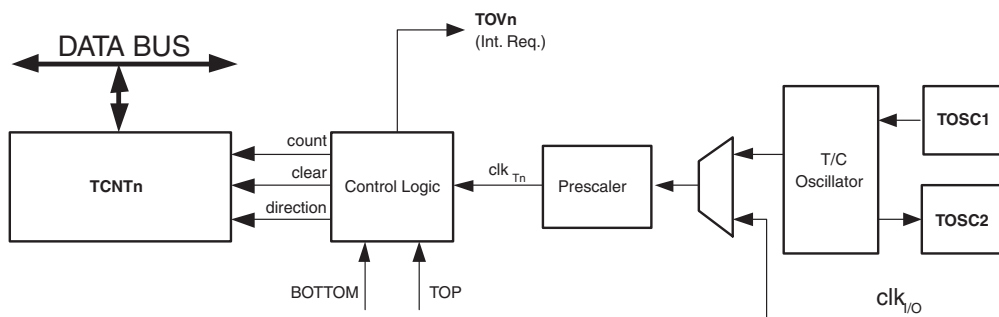 TOVn
(Int. Req.)
DATA BUS
TOSC1
count
TCNTn
clear
Control Logic
clk Tn
Prescaler
T/C
Oscillator
direction
TOSC2
BOTTOM
TOP
clk I/O